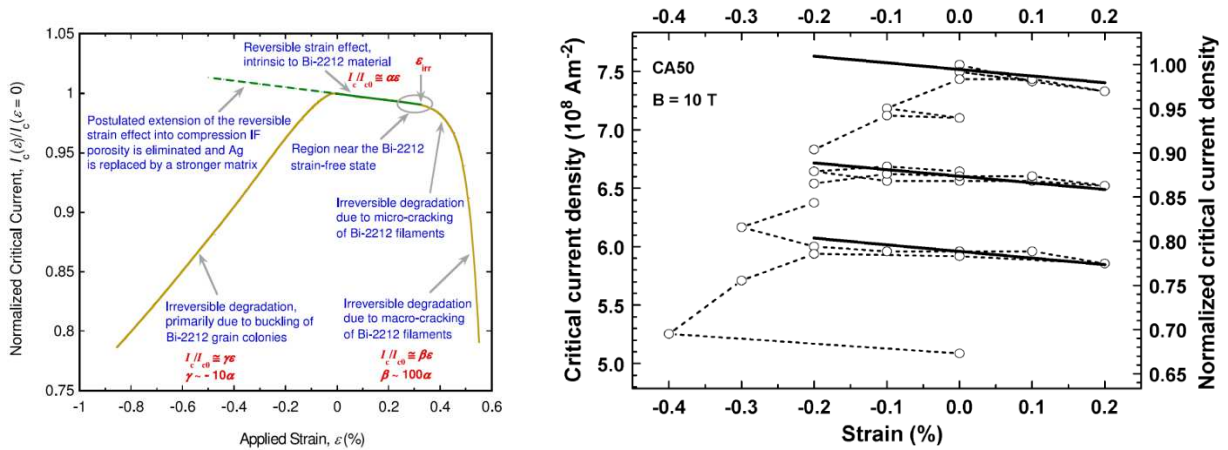 Normalized Critical Current, I_c(ε)/I_c(ε = 0)
1.05
1
0.95
0.9
0.85
0.8
0.75
-1
-0.8
-0.6
-0.4
-0.2
0
0.2
0.4
0.6
Applied Strain, ε (%)
Reversible strain effect,
intrinsic to Bi-2212
material
I_c/I_c0 ≅ αε
ε_irr
Postulated extension of the reversible
strain effect into compression IF
porosity is eliminated and Ag
is replaced by a stronger matrix
Region near the Bi-2212
strain-free state
Irreversible degradation
due to micro-cracking
of Bi-2212 filaments
Irreversible degradation,
primarily due to buckling of
Bi-2212 grain colonies
I_c/I_c0 ≅ γε
γ ~ - 10α
Irreversible degradation
due to macro-cracking
of Bi-2212 filaments
I_c/I_c0 ≅ βε
β ~ 100α
-0.4 -0.3 -0.2 -0.1 0.0 0.1 0.2
Critical current density (10⁸ Am⁻²)
7.5
7.0
6.5
6.0
5.5
5.0
CA50
B = 10 T
1.00
0.95
0.90
0.85
0.80
0.75
0.70
0.65
Normalized critical current density
-0.4 -0.3 -0.2 -0.1 0.0 0.1 0.2
Strain (%)